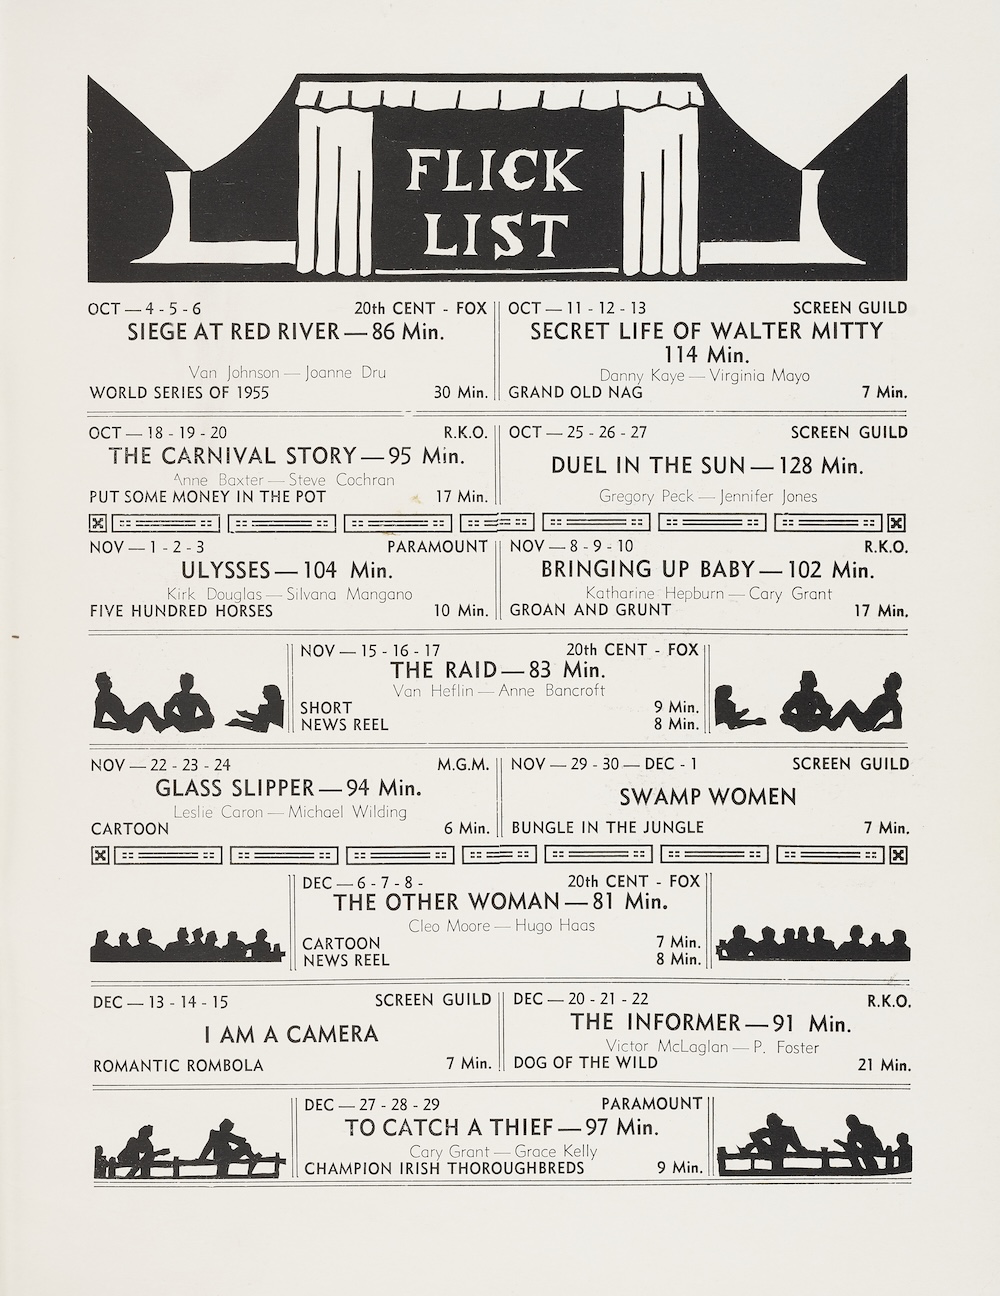 FLICK
LIST
OCT — 4 - 5 - 6 20th CENT - FOX
SIEGE AT RED RIVER — 86 Min.
Van Johnson — Joanne Dru
WORLD SERIES OF 1955 30 Min.
OCT — 11 - 12 - 13 SCREEN GUILD
SECRET LIFE OF WALTER MITTY
114 Min.
Danny Kaye — Virginia Mayo
GRAND OLD NAG 7 Min.
OCT — 18 - 19 - 20 R.K.O.
THE CARNIVAL STORY — 95 Min.
Anne Baxter — Steve Cochran
PUT SOME MONEY IN THE POT 17 Min.
OCT — 25 - 26 - 27 SCREEN GUILD
DUEL IN THE SUN — 128 Min.
Gregory Peck — Jennifer Jones
NOV — 1 - 2 - 3 PARAMOUNT
ULYSSES — 104 Min.
Kirk Douglas — Silvana Mangano
FIVE HUNDRED HORSES 10 Min.
NOV — 8 - 9 - 10 R.K.O.
BRINGING UP BABY — 102 Min.
Katharine Hepburn — Cary Grant
GROAN AND GRUNT 17 Min.
NOV — 15 - 16 - 17 20th CENT - FOX
THE RAID — 83 Min.
Van Heflin — Anne Bancroft
SHORT 9 Min.
NEWS REEL 8 Min.
NOV — 22 - 23 - 24 M.G.M.
GLASS SLIPPER — 94 Min.
Leslie Caron — Michael Wilding
CARTOON 6 Min.
NOV — 29 - 30 — DEC - 1 SCREEN GUILD
SWAMP WOMEN
BUNGLE IN THE JUNGLE 7 Min.
DEC — 6 - 7 - 8 - 20th CENT - FOX
THE OTHER WOMAN — 81 Min.
Cleo Moore — Hugo Haas
CARTOON 7 Min.
NEWS REEL 8 Min.
DEC — 13 - 14 - 15 SCREEN GUILD
I AM A CAMERA
ROMANTIC ROMBOLA 7 Min.
DEC — 20 - 21 - 22 R.K.O.
THE INFORMER — 91 Min.
Victor McLaglan — P. Foster
DOG OF THE WILD 21 Min.
DEC — 27 - 28 - 29 PARAMOUNT
TO CATCH A THIEF — 97 Min.
Cary Grant — Grace Kelly
CHAMPION IRISH THOROUGHBREDS 9 Min.